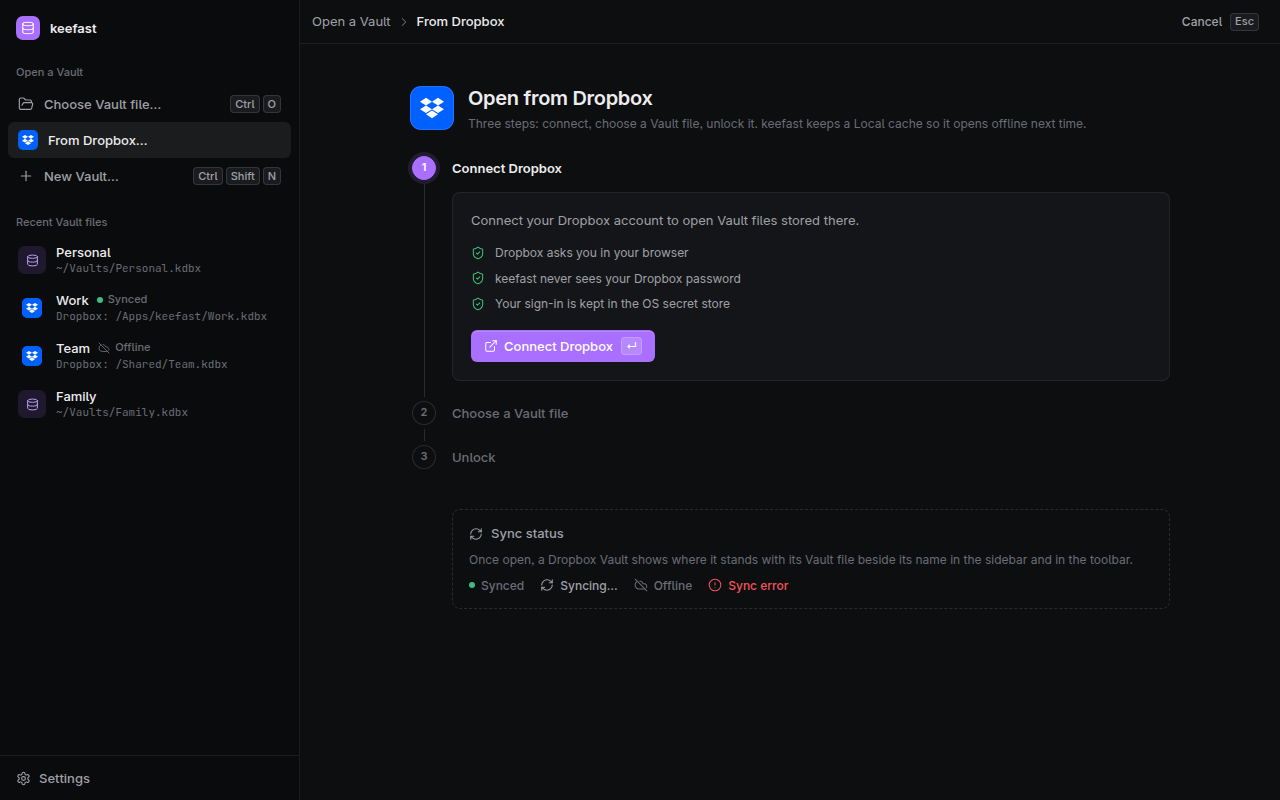 keefast
Open a Vault
Choose Vault file... Ctrl O
From Dropbox...
New Vault... Ctrl Shift N
Recent Vault files
Personal
~/Vaults/Personal.kdbx
Work Synced
Dropbox: /Apps/keefast/Work.kdbx
Team Offline
Dropbox: /Shared/Team.kdbx
Family
~/Vaults/Family.kdbx
Settings
Open a Vault From Dropbox
Cancel Esc
Open from Dropbox
Three steps: connect, choose a Vault file, unlock it. keefast keeps a Local cache so it opens offline next time.
1 Connect Dropbox
Connect your Dropbox account to open Vault files stored there.
Dropbox asks you in your browser
keefast never sees your Dropbox password
Your sign-in is kept in the OS secret store
Connect Dropbox
2 Choose a Vault file
3 Unlock
Sync status
Once open, a Dropbox Vault shows where it stands with its Vault file beside its name in the sidebar and in the toolbar.
Synced Syncing... Offline Sync error